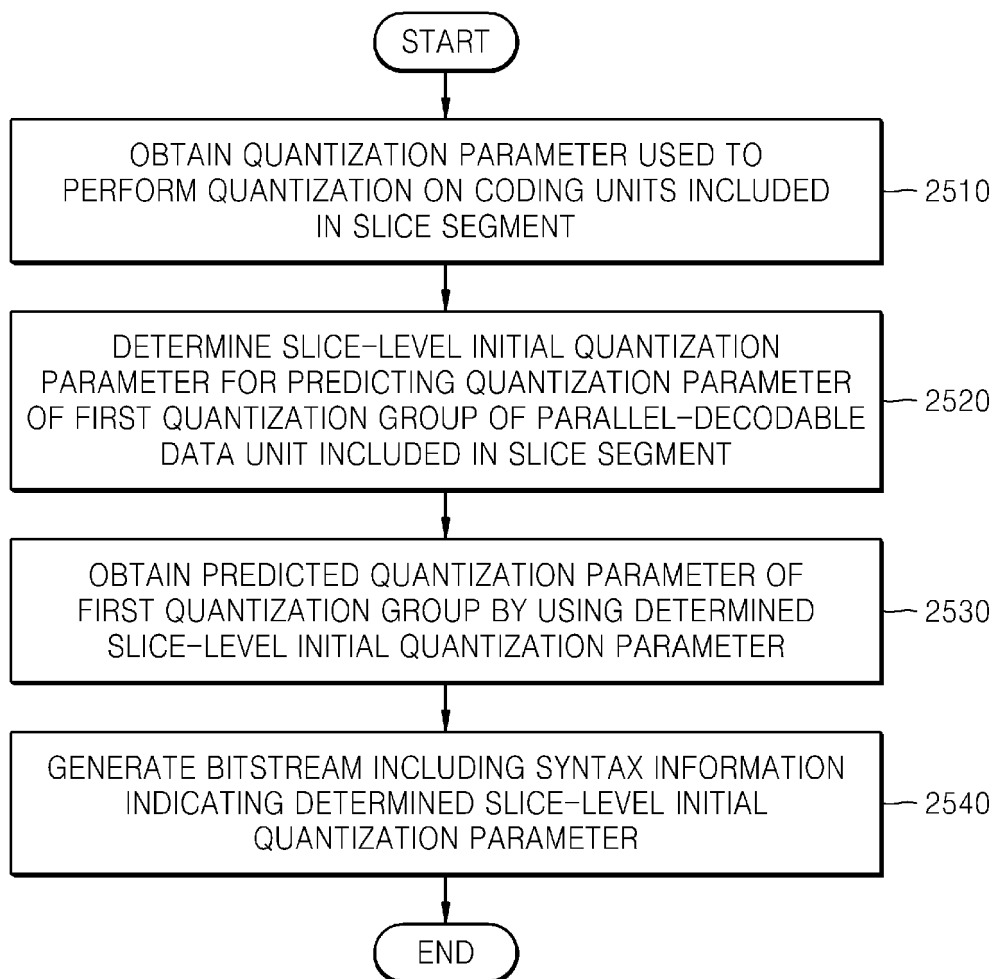 START
OBTAIN QUANTIZATION PARAMETER USED TO
PERFORM QUANTIZATION ON CODING UNITS INCLUDED
IN SLICE SEGMENT
2510
DETERMINE SLICE-LEVEL INITIAL QUANTIZATION
PARAMETER FOR PREDICTING QUANTIZATION PARAMETER
OF FIRST QUANTIZATION GROUP OF PARALLEL-DECODABLE
DATA UNIT INCLUDED IN SLICE SEGMENT
2520
OBTAIN PREDICTED QUANTIZATION PARAMETER OF
FIRST QUANTIZATION GROUP BY USING DETERMINED
SLICE-LEVEL INITIAL QUANTIZATION PARAMETER
2530
GENERATE BITSTREAM INCLUDING SYNTAX INFORMATION
INDICATING DETERMINED SLICE-LEVEL INITIAL
QUANTIZATION PARAMETER
2540
END